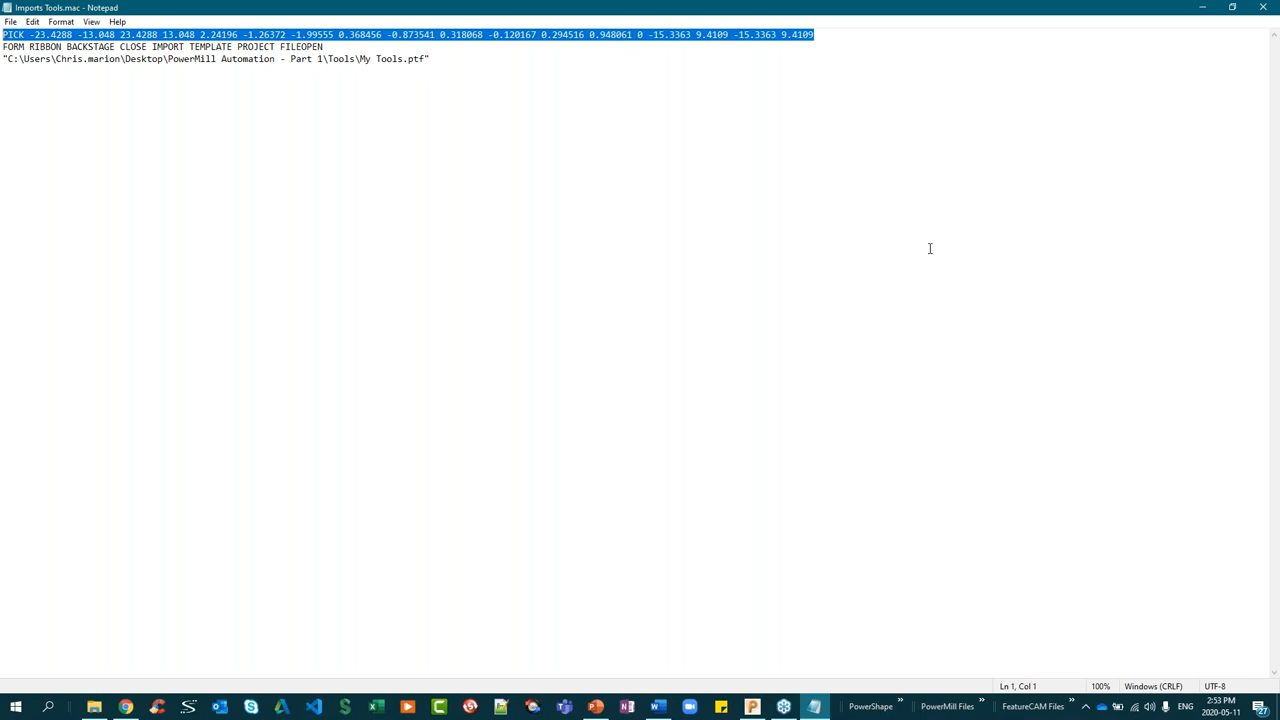 Imports Tools.mac - Notepad
File Edit Format View Help
PICK -23.4288 -13.048 23.4288 13.048 2.24196 -1.26372 -1.99555 0.368456 -0.873541 0.318068 -0.120167 0.294516 0.948061 0 -15.3363 9.4109 -15.3363 9.4109
FORM RIBBON BACKSTAGE CLOSE IMPORT TEMPLATE PROJECT FILEOPEN
"C:\Users\Chris.marion\Desktop\PowerMill Automation - Part 1\Tools\My Tools.ptf"
Ln 1, Col 1 100% Windows (CRLF) UTF-8
PowerShape » PowerMill Files » FeatureCAM Files » ENG 2:53 PM
2020-05-11 27